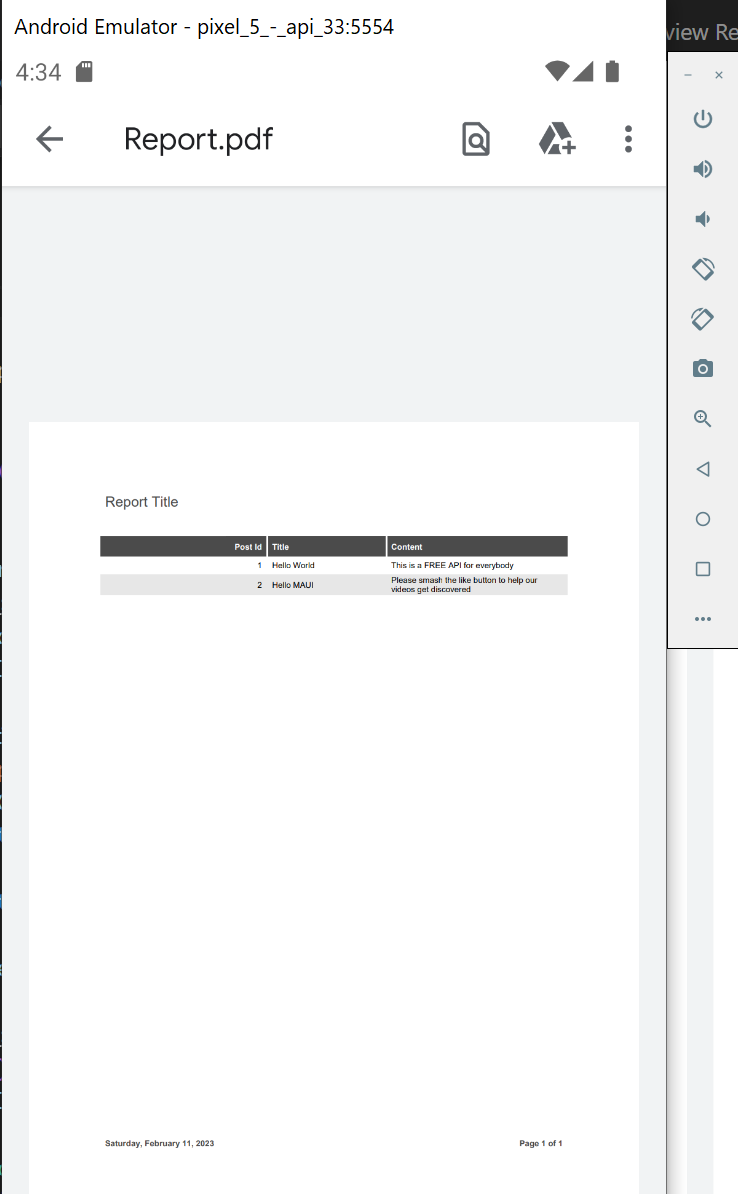 Android Emulator - pixel_5_-_api_33:5554
view Re
4:34
Report.pdf
Report Title
Post Id Title Content
1 Hello World This is a FREE API for everybody
2 Hello MAUI Please smash the like button to help our
videos get discovered
Saturday, February 11, 2023 Page 1 of 1